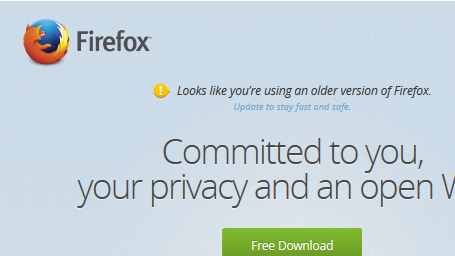 Firefox
Looks like you're using an older version of Firefox.
Update to stay fast and safe.
Committed to you,
your privacy and an open
Free Download